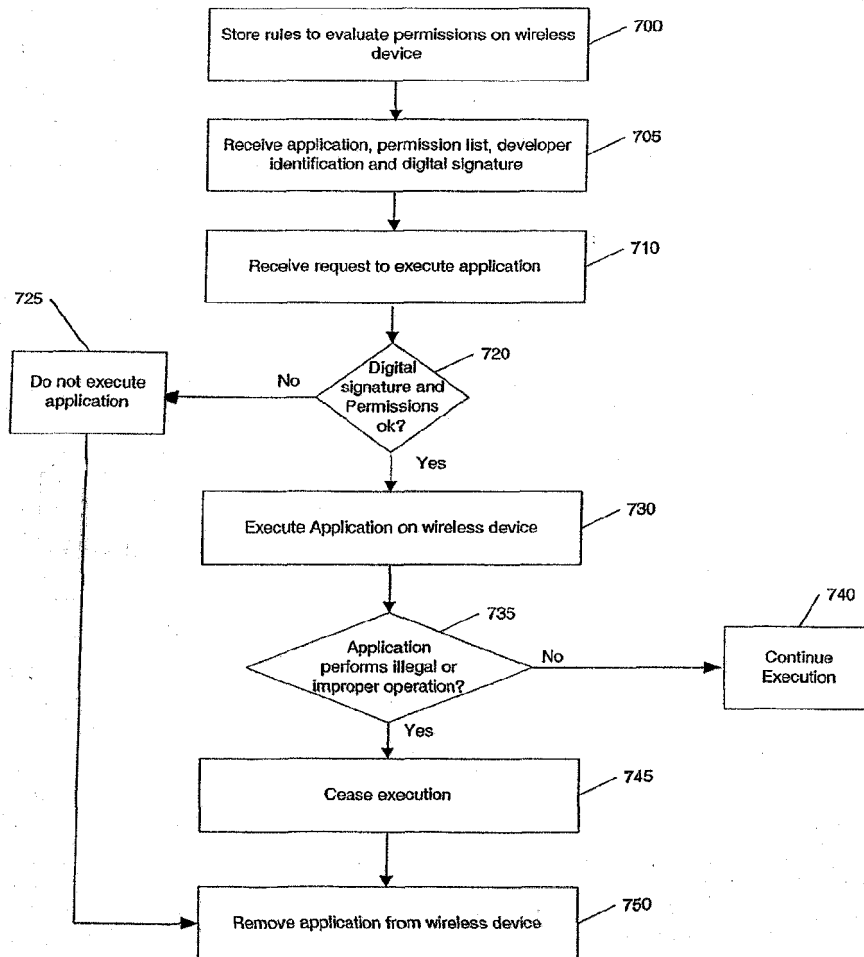 Store rules to evaluate permissions on wireless
device
700
Receive application, permission list, developer
identification and digital signature
705
Receive request to execute application
710
725
Do not execute
application
No
720
Digital
signature and
Permissions
ok?
Yes
Execute Application on wireless device
730
735
Application
performs illegal or
improper operation?
No
740
Continue
Execution
Yes
Cease execution
745
Remove application from wireless device
750